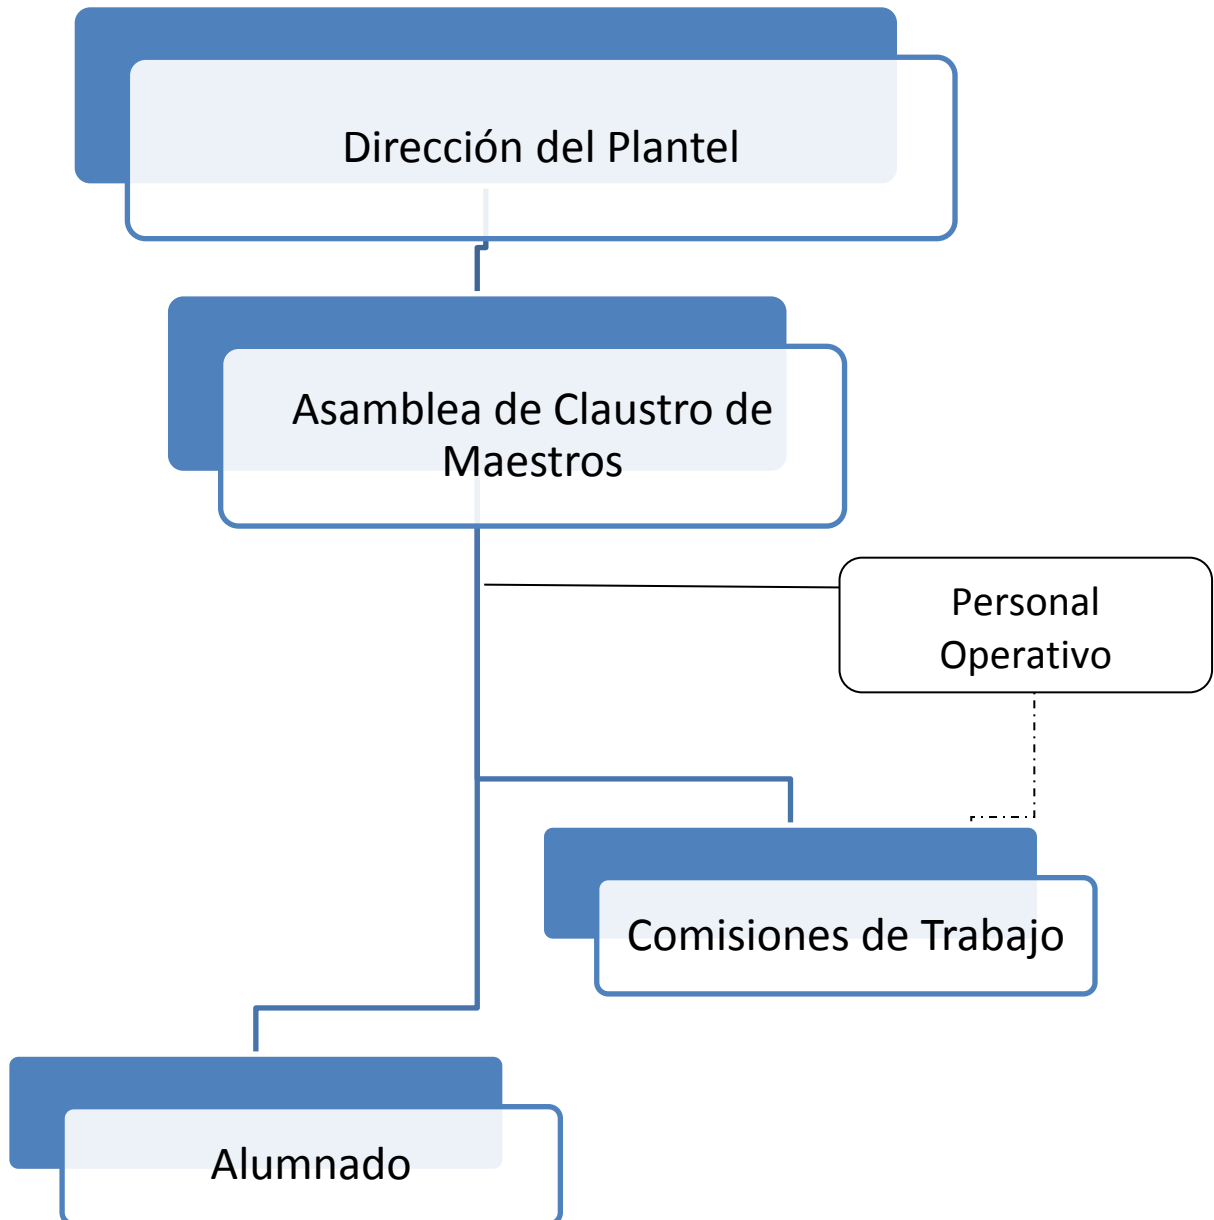 Dirección del Plantel
Asamblea de Claustro de
Maestros
Personal
Operativo
Comisiones de Trabajo
Alumnado